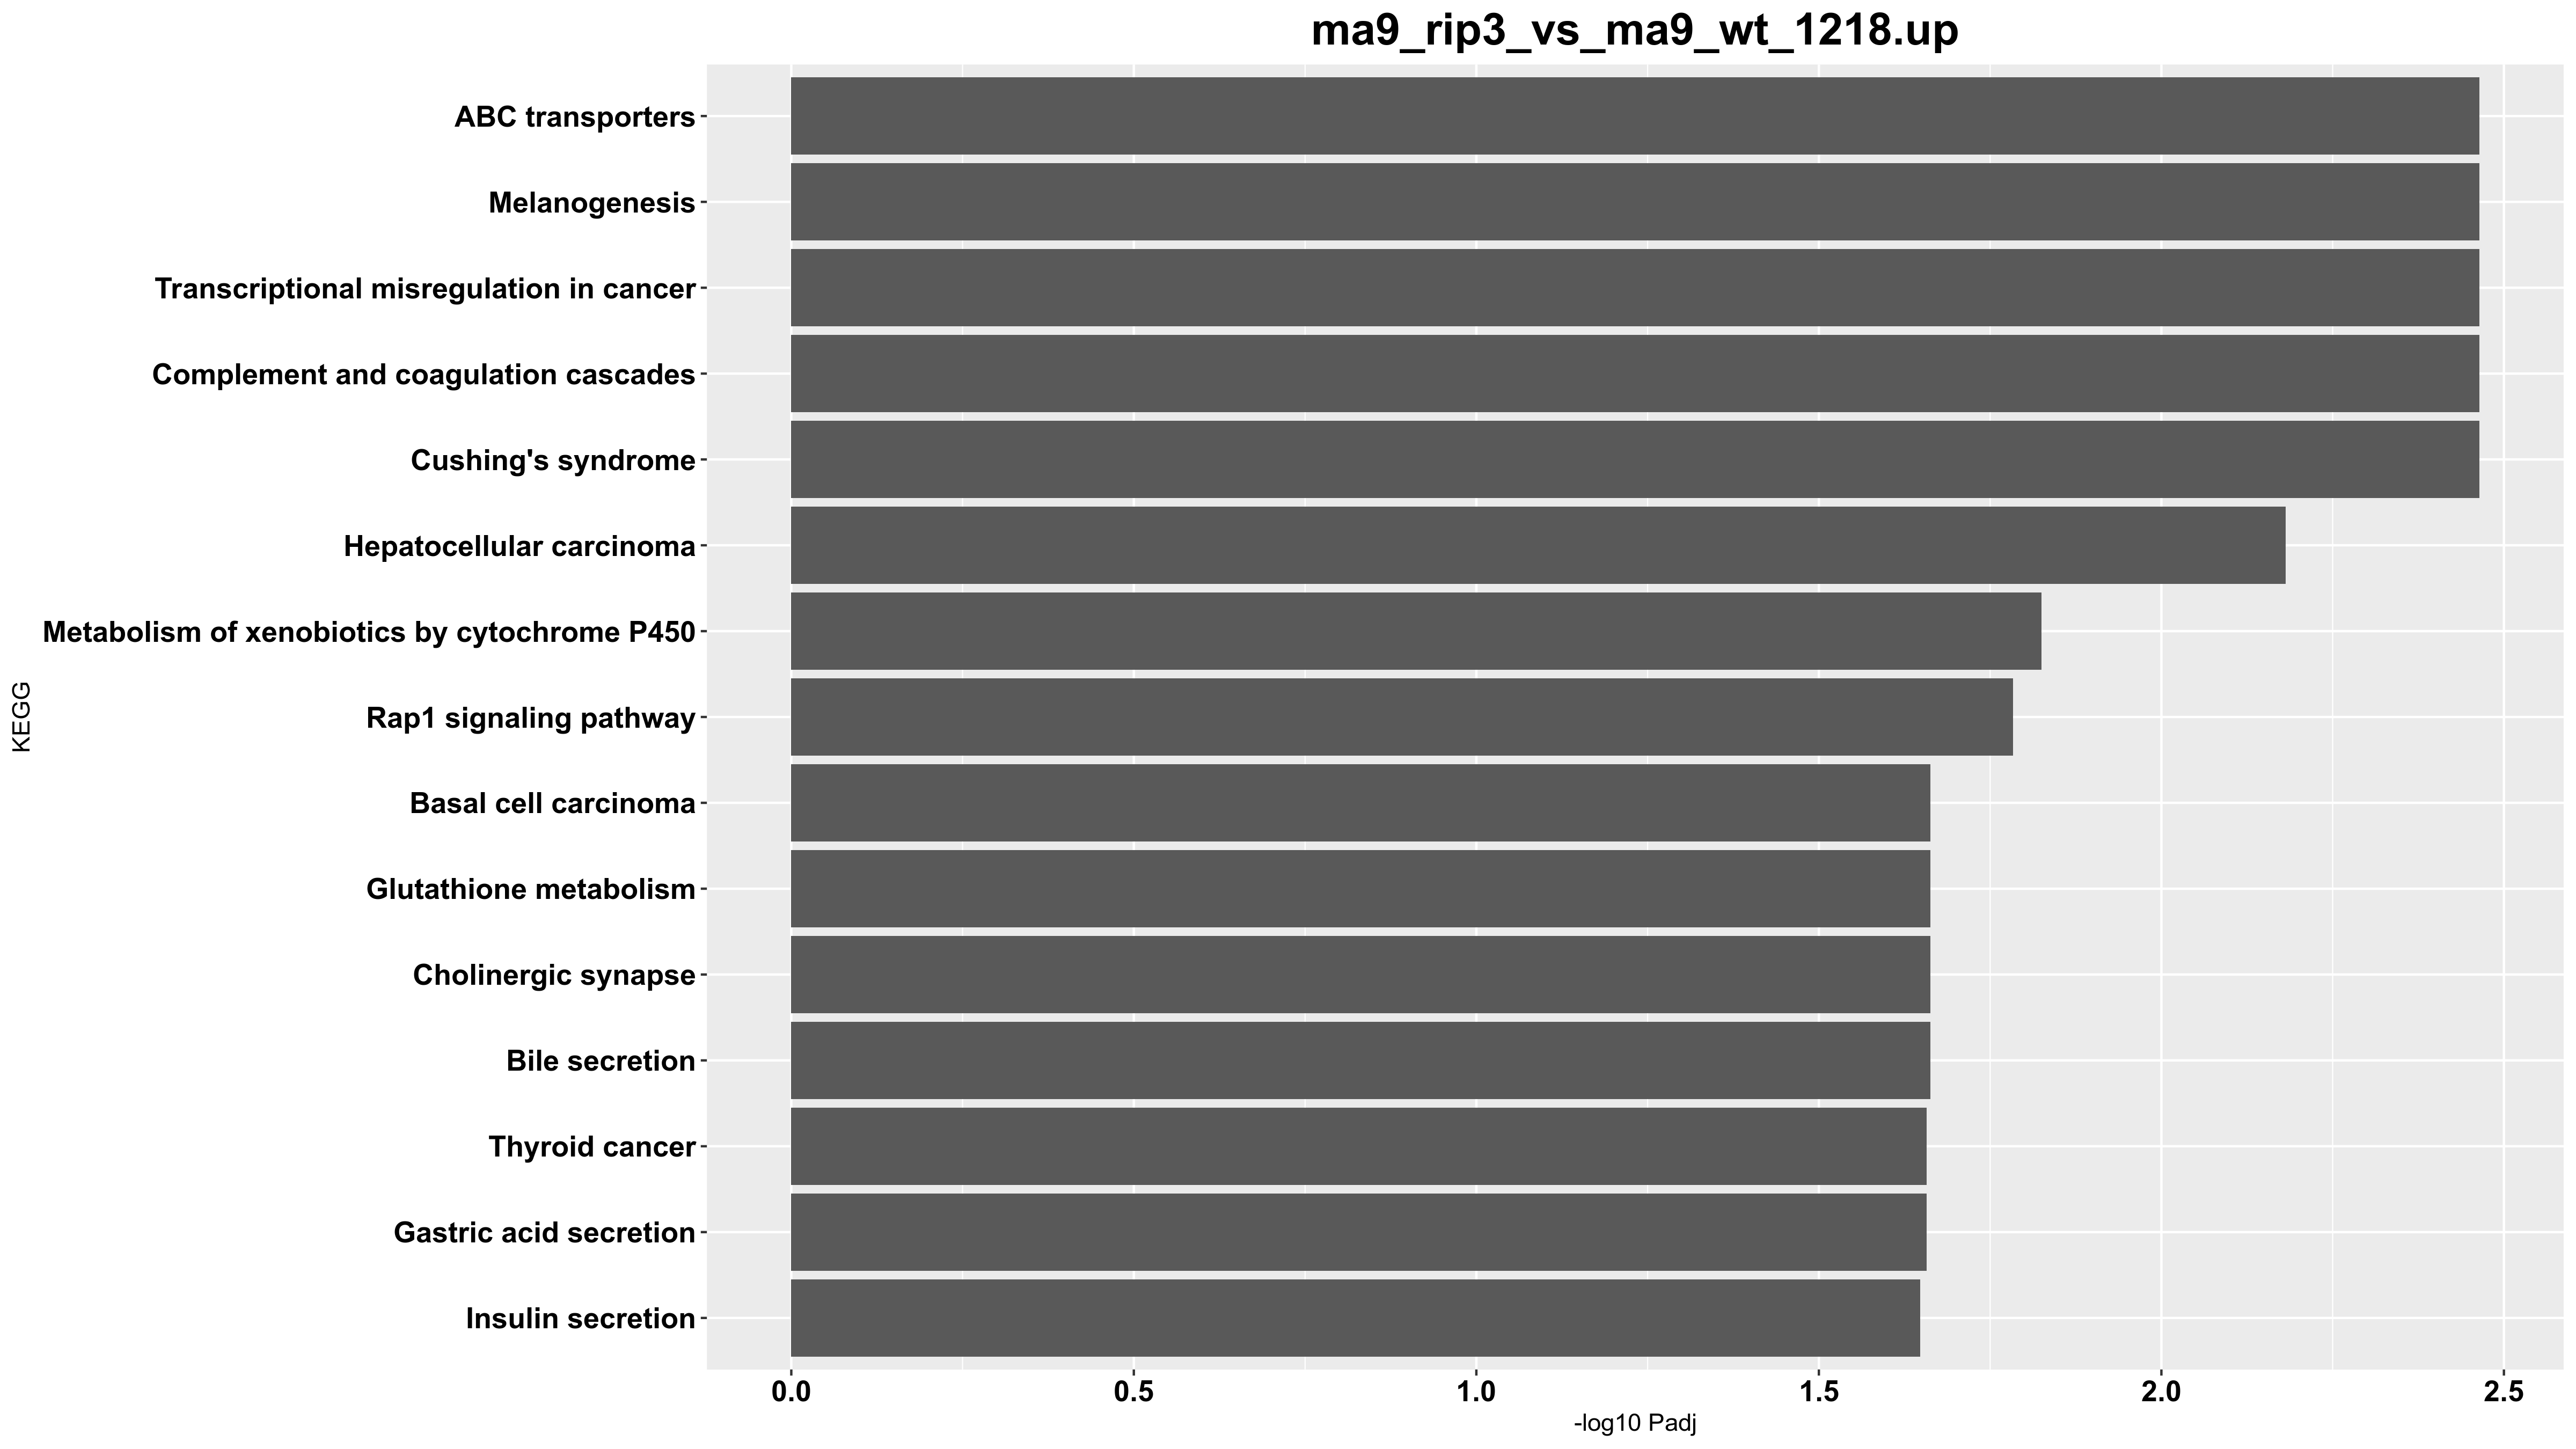 ma9_rip3_vs_ma9_wt_1218.up
ABC transporters
Melanogenesis
Transcriptional misregulation in cancer
Complement and coagulation cascades
Cushing's syndrome
Hepatocellular carcinoma
Metabolism of xenobiotics by cytochrome P450
Rap1 signaling pathway
Basal cell carcinoma
Glutathione metabolism
Cholinergic synapse
Bile secretion
Thyroid cancer
Gastric acid secretion
Insulin secretion
KEGG
0.0 0.5 1.0 1.5 2.0 2.5
-log10 Padj